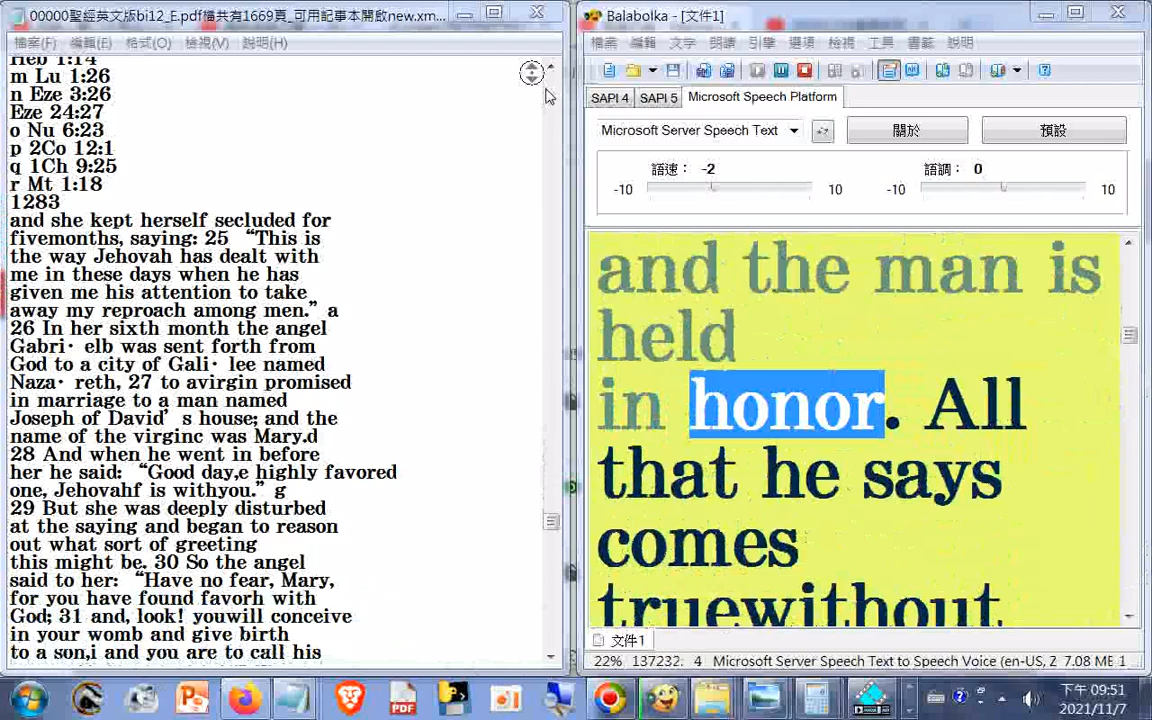 00000聖經英文版bi12_E.pdf檔共有1669頁_可用記事本開啟new.xm...
檔案(F) 編輯(E) 格式(O) 檢視(V) 說明(H)
Heb 1:14
m Lu 1:26
n Eze 3:26
Eze 24:27
o Nu 6:23
p 2Co 12:1
q 1Ch 9:25
r Mt 1:18
1283
and she kept herself secluded for
fivemonths, saying: 25 “This is
the way Jehovah has dealt with
me in these days when he has
given me his attention to take
away my reproach among men.” a
26 In her sixth month the angel
Gabri· elb was sent forth from
God to a city of Gali· lee named
Naza· reth, 27 to avirgin promised
in marriage to a man named
Joseph of David’s house; and the
name of the virginc was Mary.d
28 And when he went in before
her he said: “Good day,e highly favored
one, Jehovahf is withyou.” g
29 But she was deeply disturbed
at the saying and began to reason
out what sort of greeting
this might be. 30 So the angel
said to her: “Have no fear, Mary,
for you have found favorh with
God; 31 and, look! youwill conceive
in your womb and give birth
to a son,i and you are to call his
Balabolka - [文件1]
檔案 編輯 文字 朗讀 引擎 選項 檢視 工具 書籤 說明
SAPI 4 SAPI 5 Microsoft Speech Platform
Microsoft Server Speech Text 關於 預設
語速： -2 語調： 0
-10 10 -10 10
and the man is
held
in honor. All
that he says
comes
truewithout
文件1
22% 137232. 4 Microsoft Server Speech Text to Speech Voice (en-US, 2 7.08 ME 1
PDF
下午 09:51
2021/11/7